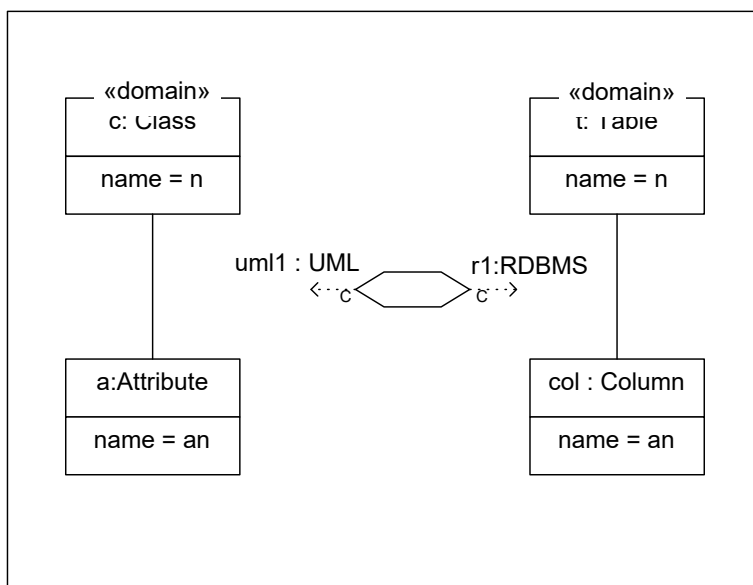 «domain»
c: Class
name = n
«domain»
t: Table
name = n
uml1 : UML
r1:RDBMS
C
C
a:Attribute
name = an
col : Column
name = an